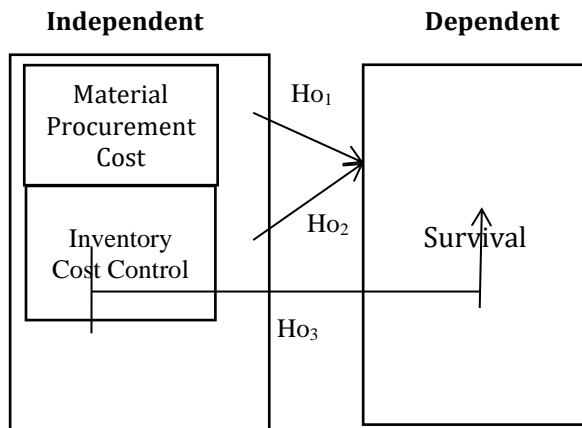 Independent
Dependent
Material
Procurement
Cost
Ho₁
Inventory
Cost Control
Ho₂
Survival
Ho₃